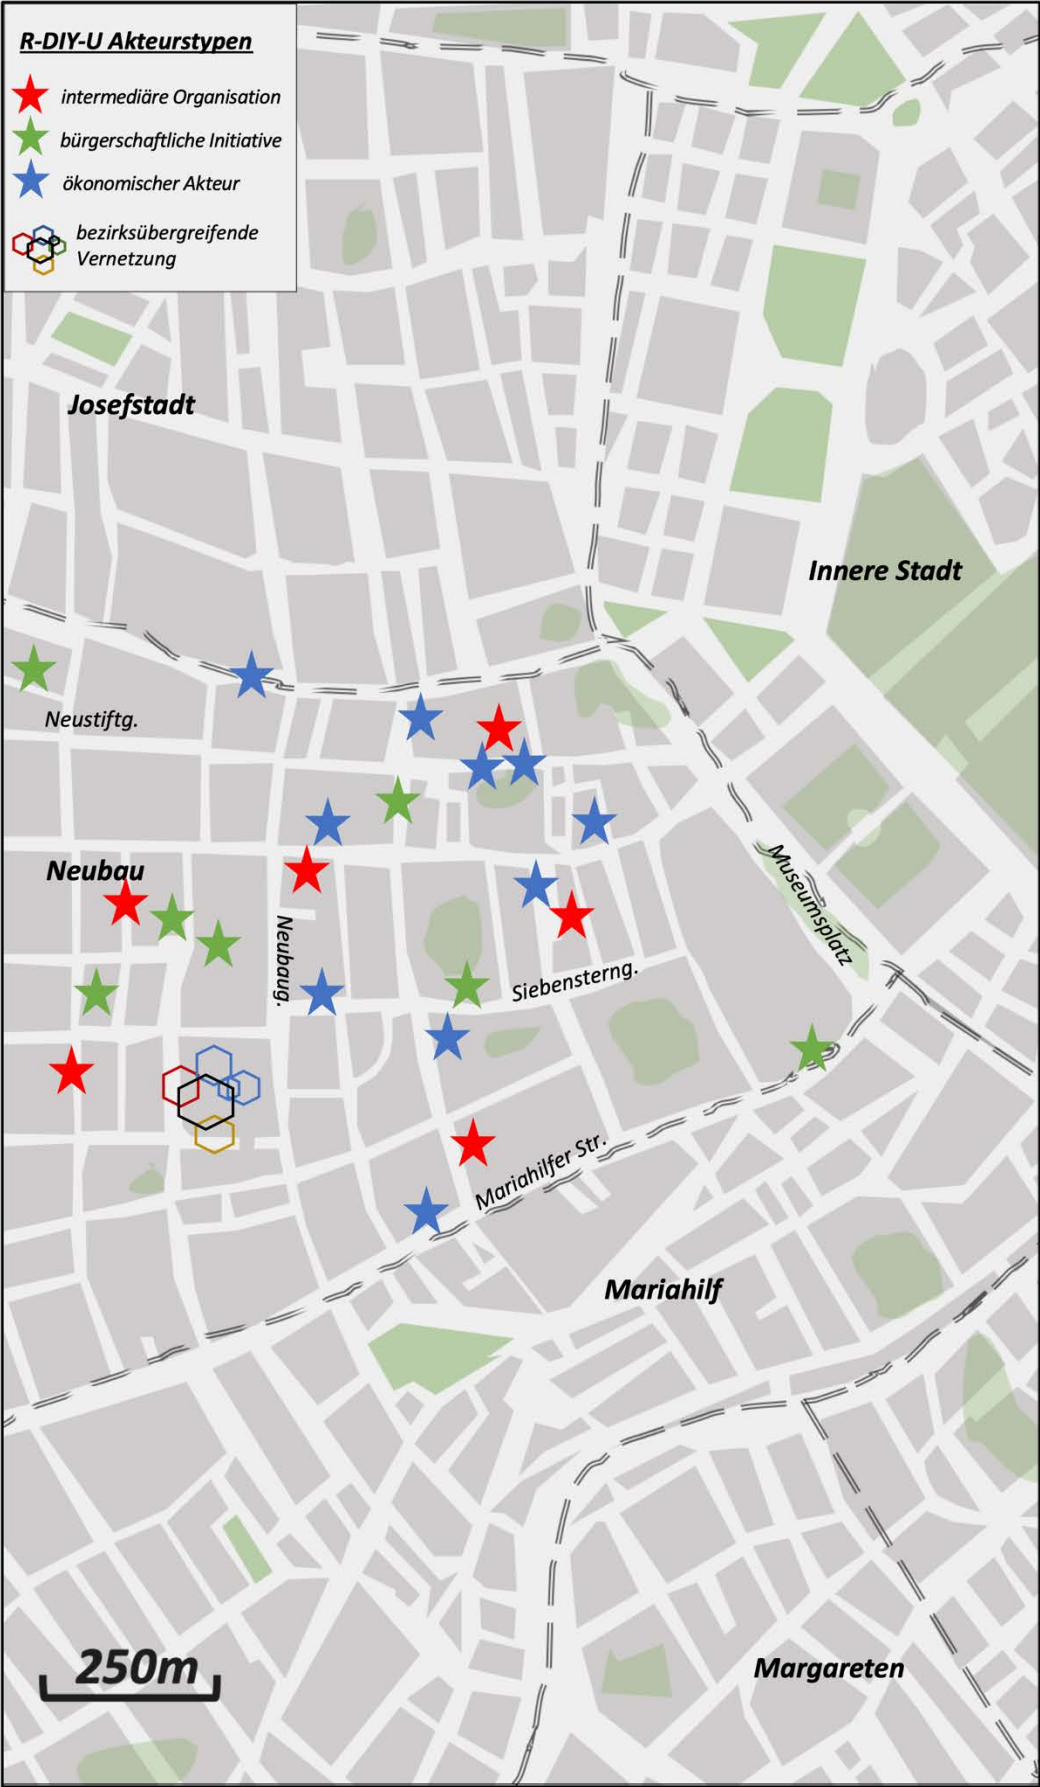 R-DIY-U Akteurstypen
intermediäre Organisation
bürgerschaftliche Initiative
ökonomischer Akteur
bezirksübergreifende
Vernetzung
Josefstadt
Innere Stadt
Neustiftg.
Neubau
Museumsplatz
Neubaug.
Siebensterng.
Mariahilfer Str.
Mariahilf
250m
Margareten